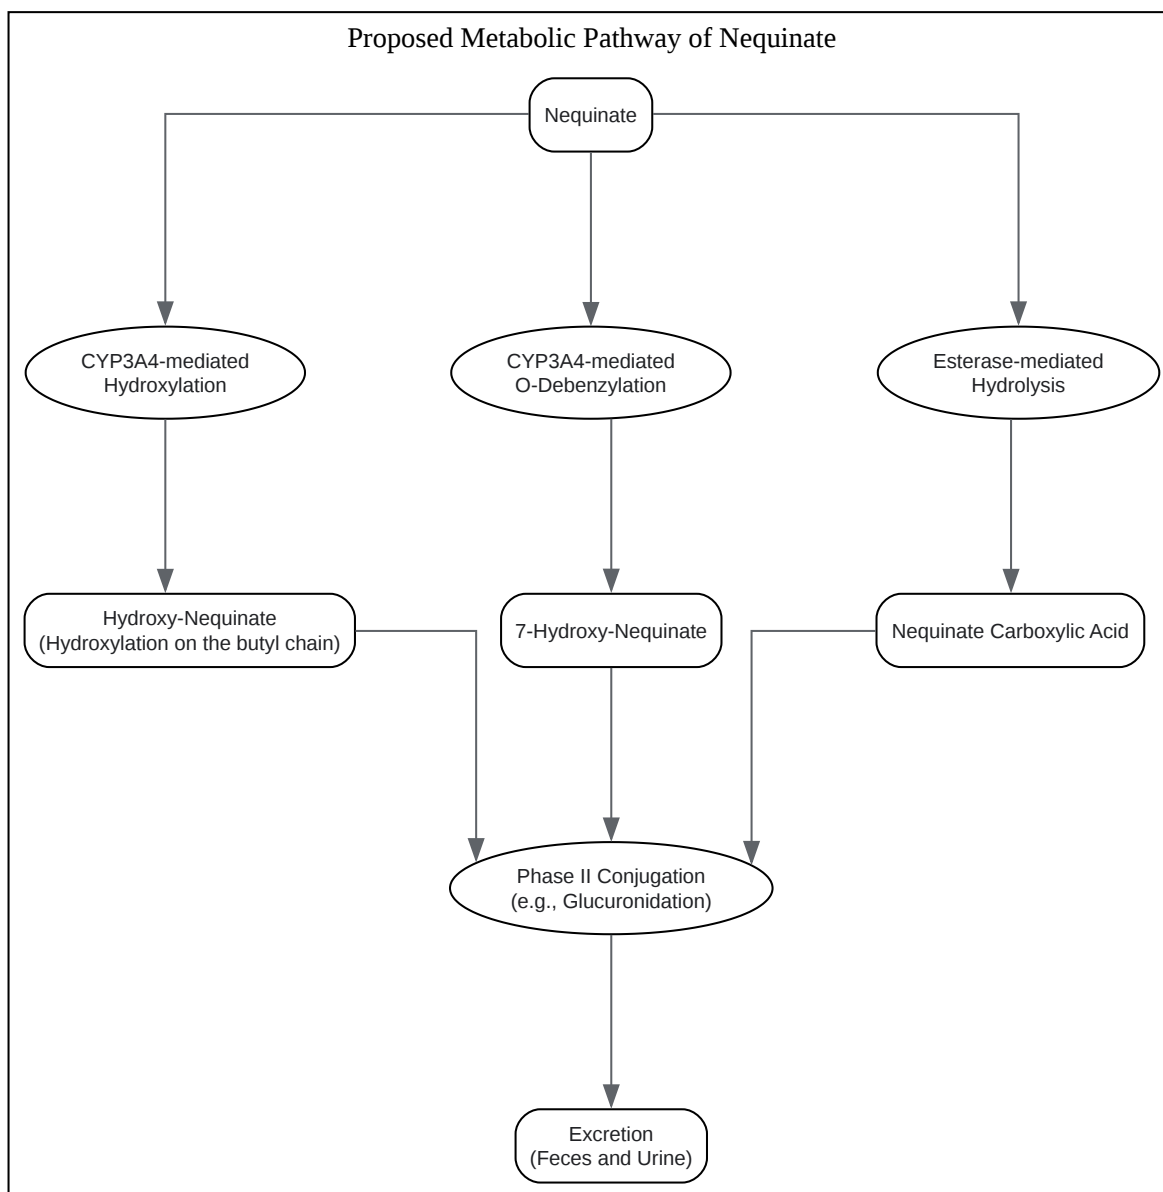 Proposed Metabolic Pathway of Nequinate
Nequinate
CYP3A4-mediated
Hydroxylation
CYP3A4-mediated
O-Debenzylation
Esterase-mediated
Hydrolysis
Hydroxy-Nequinate
(Hydroxylation on the butyl chain)
7-Hydroxy-Nequinate
Nequinate Carboxylic Acid
Phase II Conjugation
(e.g., Glucuronidation)
Excretion
(Feces and Urine)